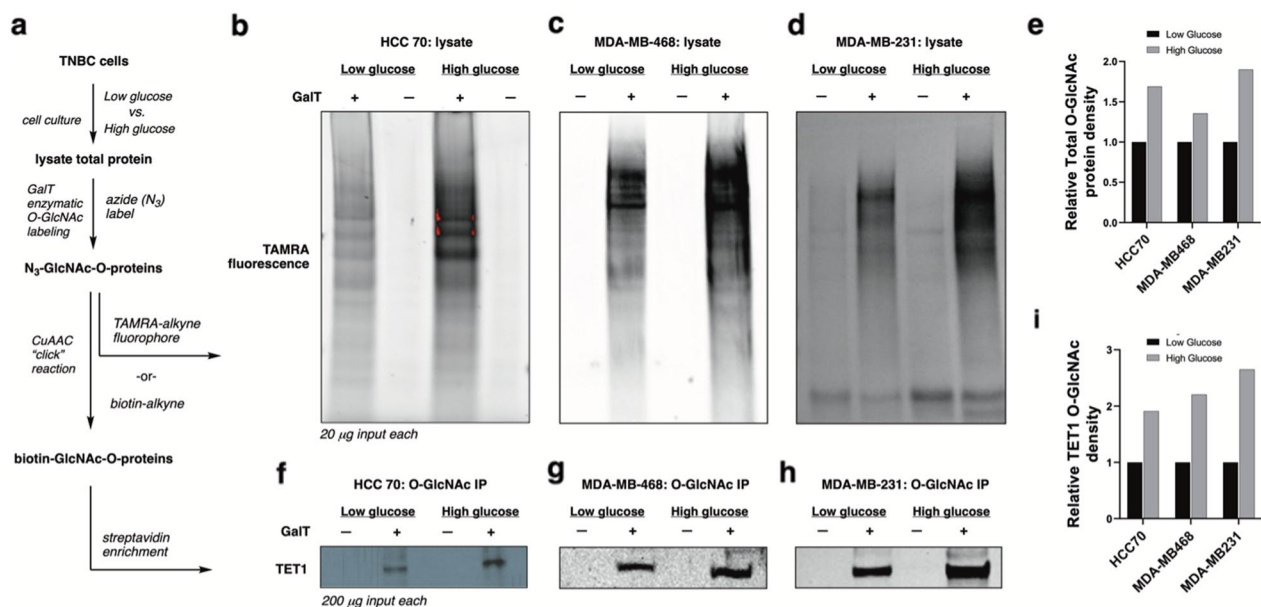 a
TNBC cells
cell culture
Low glucose
vs.
High glucose
lysate total protein
GalT
enzymatic
O-GlcNAc
labeling
azide (N3)
label
N3-GlcNAc-O-proteins
CuAAC
"click"
reaction
TAMRA-alkyne
fluorophore
-or-
biotin-alkyne
biotin-GlcNAc-O-proteins
streptavidin
enrichment
b
HCC 70: lysate
Low glucose High glucose
GalT + – + –
TAMRA
fluorescence
20 μg input each
c
MDA-MB-468: lysate
Low glucose High glucose
– + – +
d
MDA-MB-231: lysate
Low glucose High glucose
– + – +
e
Low Glucose
High Glucose
Relative Total O-GlcNAc
protein density
2.0
1.5
1.0
0.5
0.0
HCC70
MDA-MB468
MDA-MB231
f
HCC 70: O-GlcNAc IP
Low glucose High glucose
GalT – + – +
TET1
200 μg input each
g
MDA-MB-468: O-GlcNAc IP
Low glucose High glucose
– + – +
h
MDA-MB-231: O-GlcNAc IP
Low glucose High glucose
– + – +
i
Low Glucose
High Glucose
Relative TET1 O-GlcNAc
density
3
2
1
0
HCC70
MDA-MB468
MDA-MB231